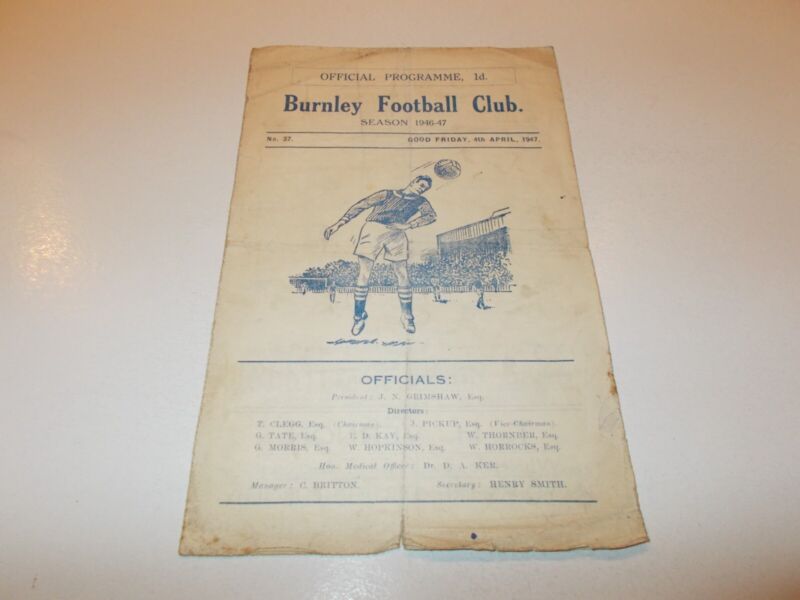 OFFICIAL PROGRAMME, 1d.
Burnley Football Club.
SEASON 1946-47
No. 37. GOOD FRIDAY, 4th APRIL, 1947.
OFFICIALS:
President: J. N. GRIMSHAW, Esq.
Directors:
T. CLEGG, Esq. (Chairman). J. PICKUP, Esq. (Vice-Chairman).
G. TATE, Esq. E. D. KAY, Esq. W. THORNBER, Esq.
G. MORRIS, Esq. W. HOPKINSON, Esq. W. HORROCKS, Esq.
Hon. Medical Officer: Dr. D. A. KER.
Manager: C. BRITTON. Secretary: HENRY SMITH.